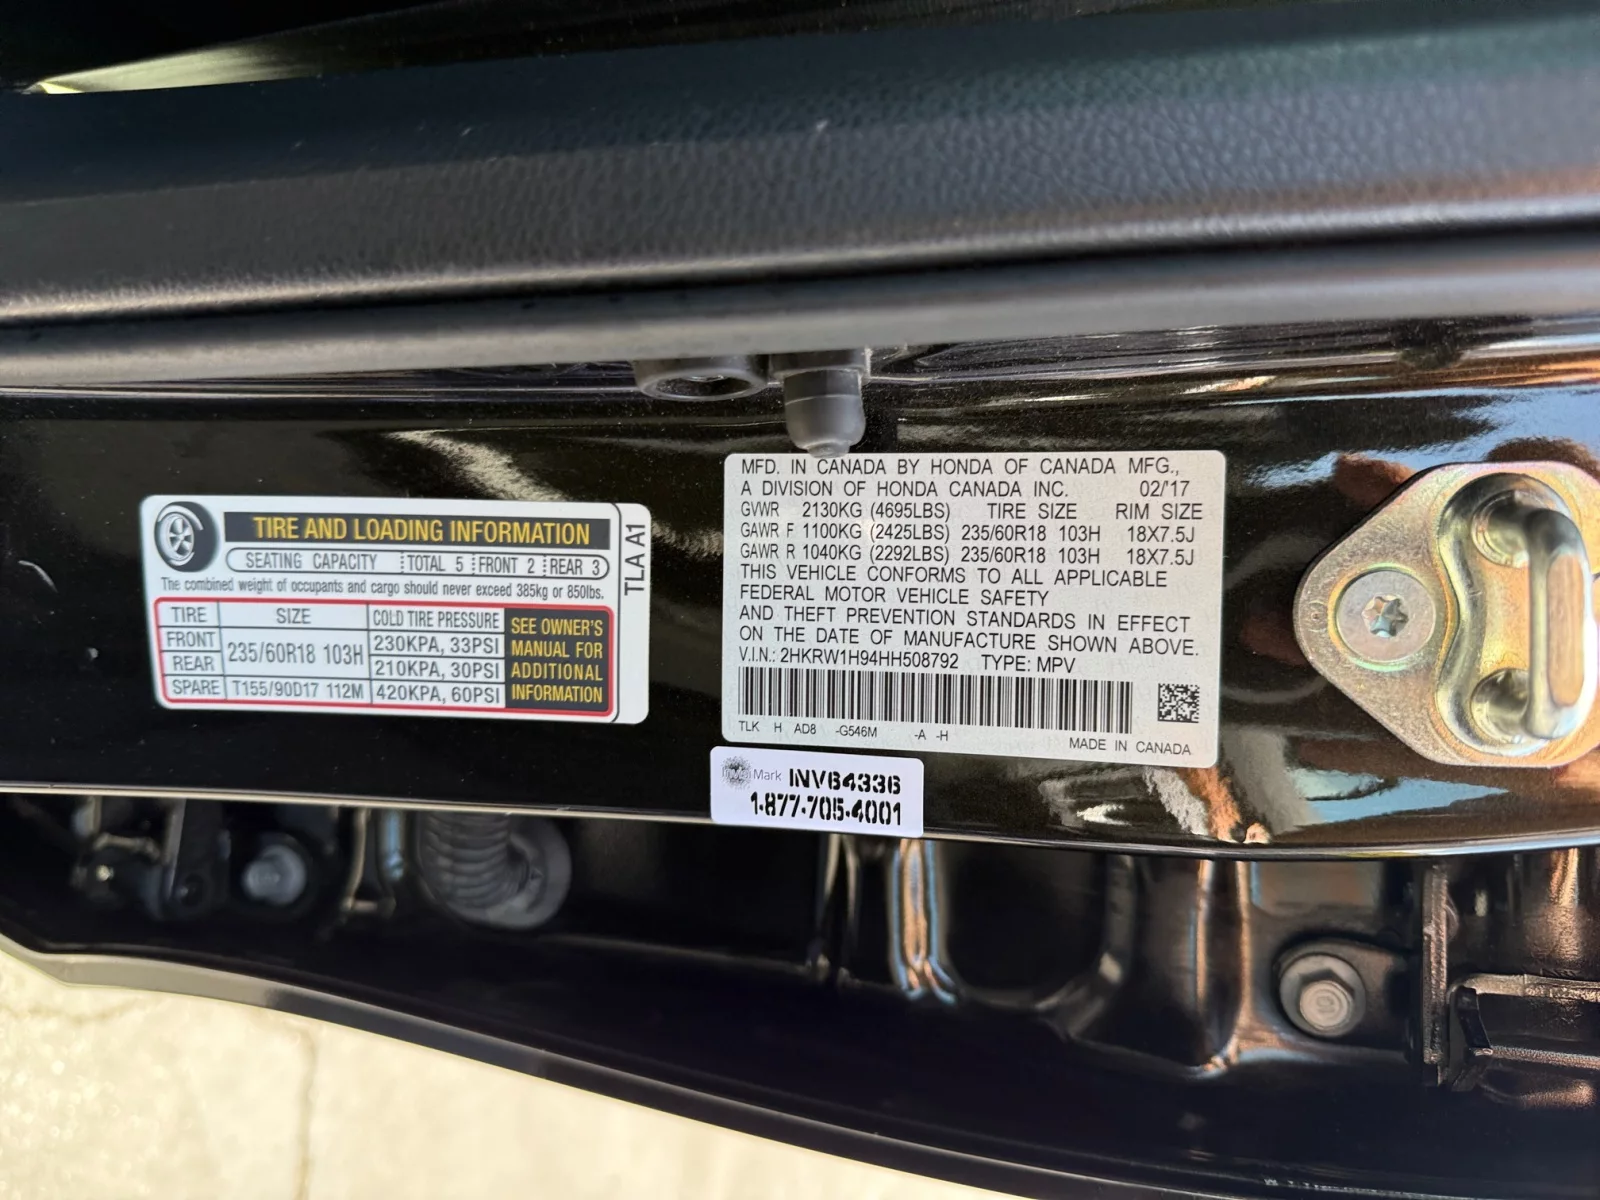 TIRE AND LOADING INFORMATION
SEATING CAPACITY TOTAL 5 FRONT 2 REAR 3
The combined weight of occupants and cargo should never exceed 385kg or 850lbs.
TIRE SIZE COLD TIRE PRESSURE
FRONT 235/60R18 103H 230KPA, 33PSI
REAR 210KPA, 30PSI
SPARE T155/90D17 112M 420KPA, 60PSI
SEE OWNER'S
MANUAL FOR
ADDITIONAL
INFORMATION
TLA A1
MFD. IN CANADA BY HONDA OF CANADA MFG.,
A DIVISION OF HONDA CANADA INC. 02/'17
GVWR 2130KG (4695LBS) TIRE SIZE RIM SIZE
GAWR F 1100KG (2425LBS) 235/60R18 103H 18X7.5J
GAWR R 1040KG (2292LBS) 235/60R18 103H 18X7.5J
THIS VEHICLE CONFORMS TO ALL APPLICABLE
FEDERAL MOTOR VEHICLE SAFETY
AND THEFT PREVENTION STANDARDS IN EFFECT
ON THE DATE OF MANUFACTURE SHOWN ABOVE.
V.I.N.: 2HKRW1H94HH508792 TYPE: MPV
TLK H AD8 -G546M -A -H
MADE IN CANADA
Mark INV64336
1-877-705-4001